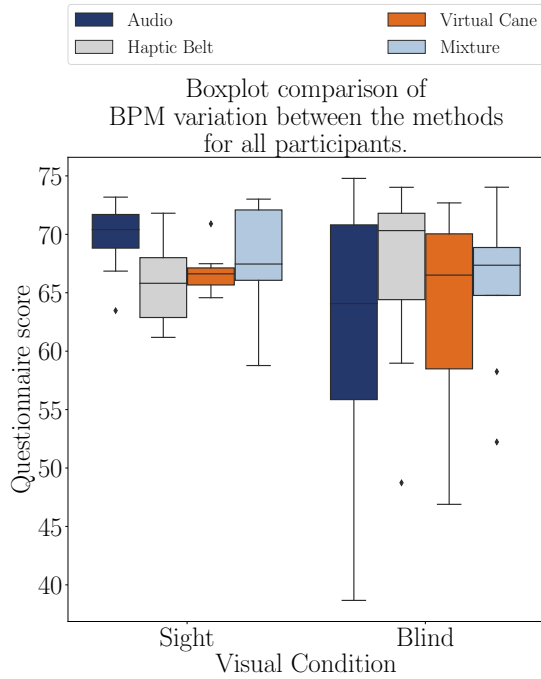 Audio
Haptic Belt
Virtual Cane
Mixture
Boxplot comparison of
BPM variation between the methods
for all participants.
75
70
65
60
55
50
45
40
Questionnaire score
Sight
Blind
Visual Condition